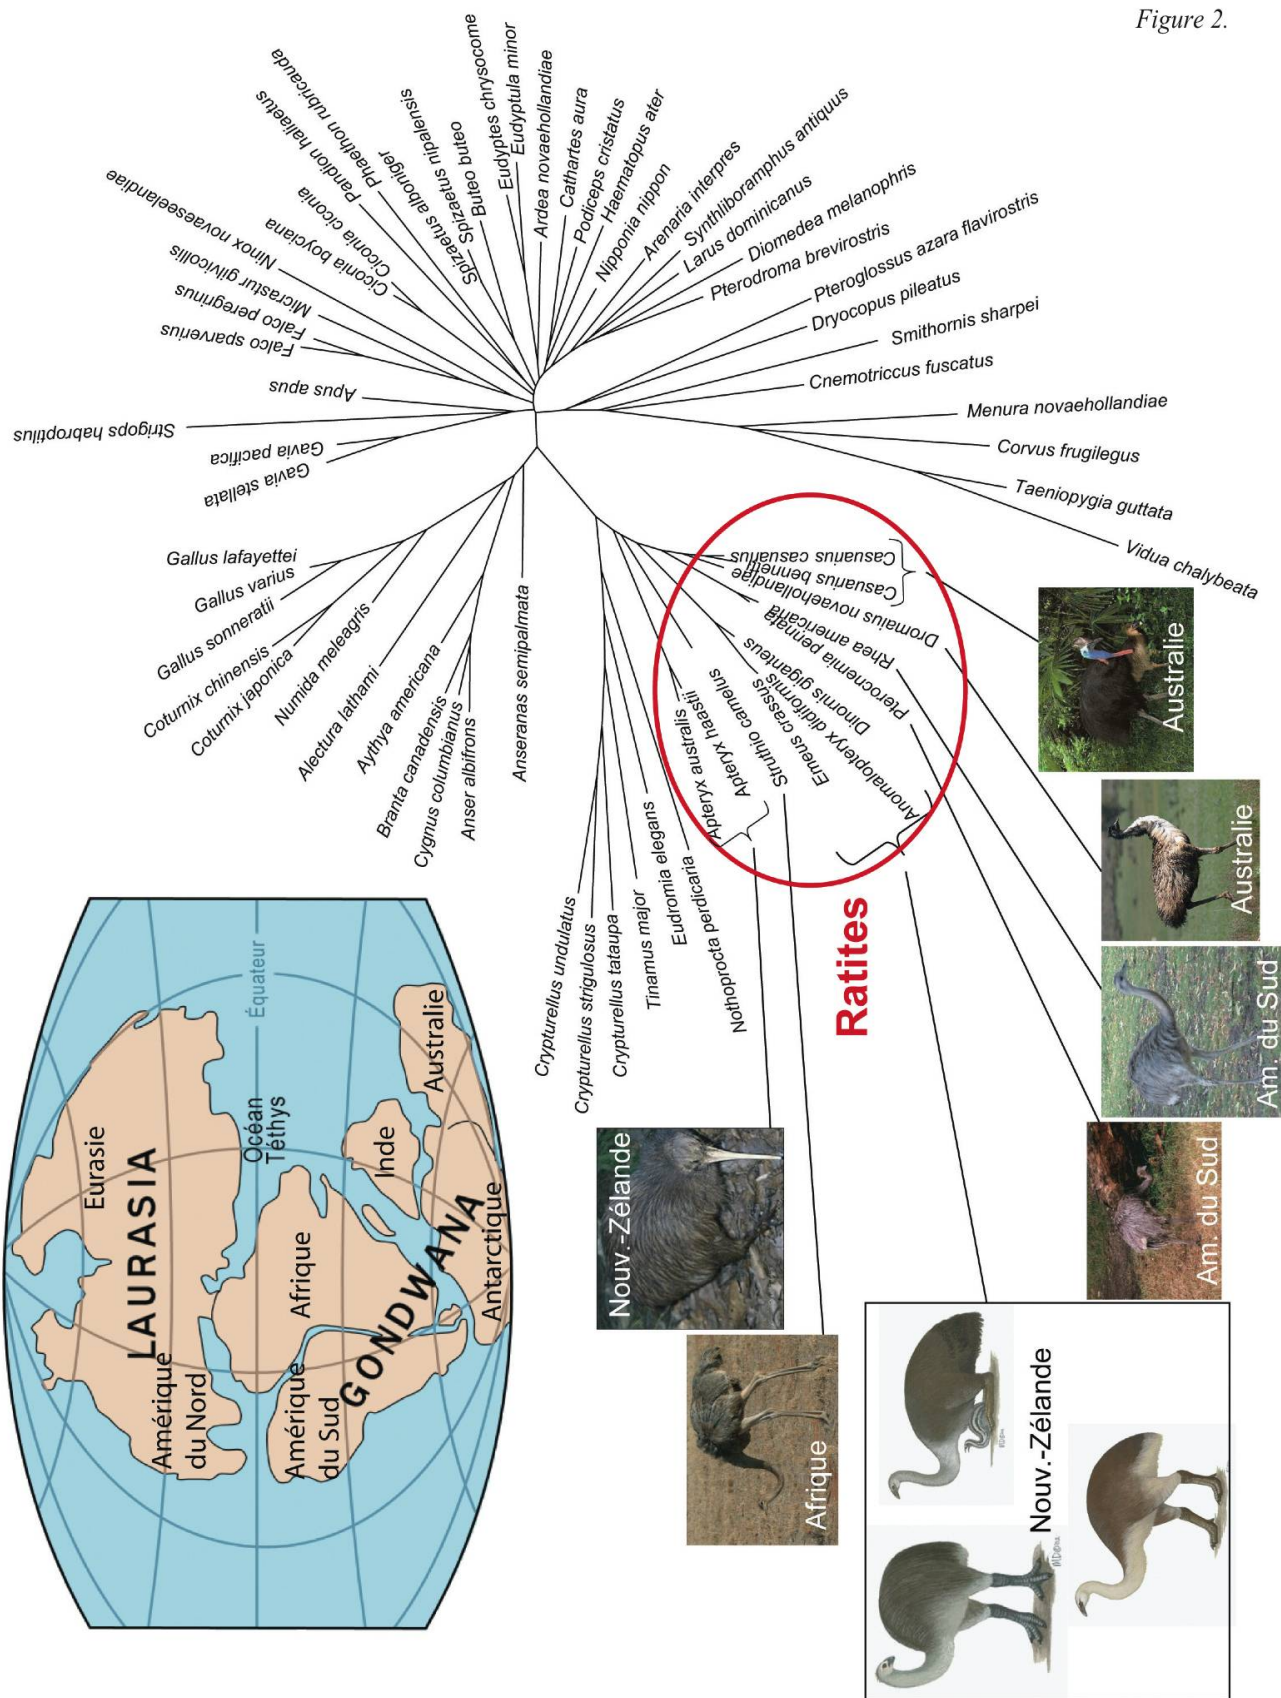 Figure 2.
Strigops habroptilus
Apus apus
Falco sparverius
Falco peregrinus
Micrastur gilvicollis
Ninox novaeseelandiae
Ciconia boyciana
Ciconia ciconia
Pandion haliaetus
Phaethon rubricauda
Spizaetus alboniger
Spizaetus nipalensis
Buteo buteo
Eudyptes chrysocome
Eudyptula minor
Ardea novaehollandiae
Cathartes aura
Podiceps cristatus
Haematopus ater
Nipponia nippon
Arenaria interpres
Synthliboramphus antiquus
Larus dominicanus
Diomedea melanophris
Pterodroma brevirostris
Pteroglossus azara flavirostris
Dryocopus pileatus
Smithornis sharpei
Cnemotriccus fuscatus
Menura novaehollandiae
Corvus frugilegus
Taeniopygia guttata
Vidua chalybeata
Gavia pacifica
Gavia stellata
Gallus lafayettei
Gallus varius
Gallus sonneratii
Coturnix chinensis
Coturnix japonica
Numida meleagris
Alectura lathami
Aythya americana
Branta canadensis
Cygnus columbianus
Anser albifrons
Anseranas semipalmata
Crypturellus undulatus
Crypturellus strigulosus
Crypturellus tataupa
Tinamus major
Eudromia elegans
Nothoprocta perdicaria
Apteryx australis
Apteryx haastii
Struthio camelus
Emeus crassus
Anomalopteryx didiformis
Dinornis giganteus
Pterocnemia pennata
Rhea americana
Dromaius novaehollandiae
Casuarius bennetti
Casuarius casuarius
Ratites
Eurasie
LAURASIA
Amérique
du Nord
Océan
Téthys
Équateur
Afrique
Inde
Australie
Amérique
du Sud
GONDWANA
Antarctique
Nouv.-Zélande
Afrique
Nouv.-Zélande
Am. du Sud
Am. du Sud
Australie
Australie